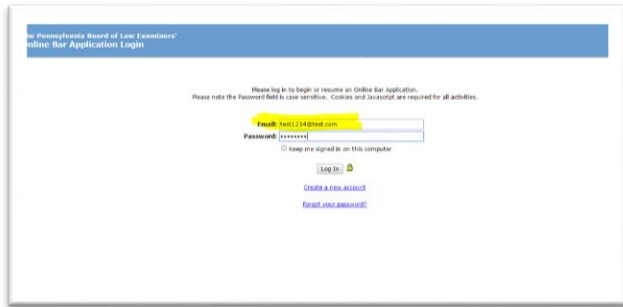 he Pennsylvania Board of Law Examiners'
nline Bar Application Login
Please log in to begin or resume an Online Bar Application.
Please note the Password field is case sensitive. Cookies and Javascript are required for all activities.
Email: test1234@test.com
Password: ••••••••
Keep me signed in on this computer
Log In
Create a new account
Forgot your password?